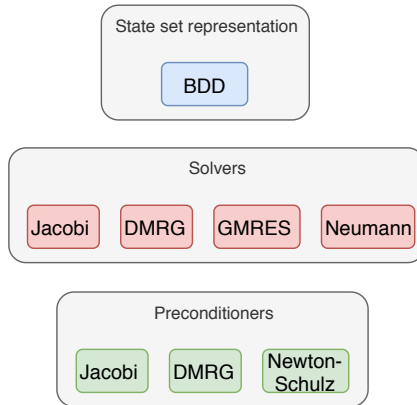 State set representation
BDD
Solvers
Jacobi DMRG GMRES Neumann
Preconditioners
Jacobi DMRG Newton-
Schulz